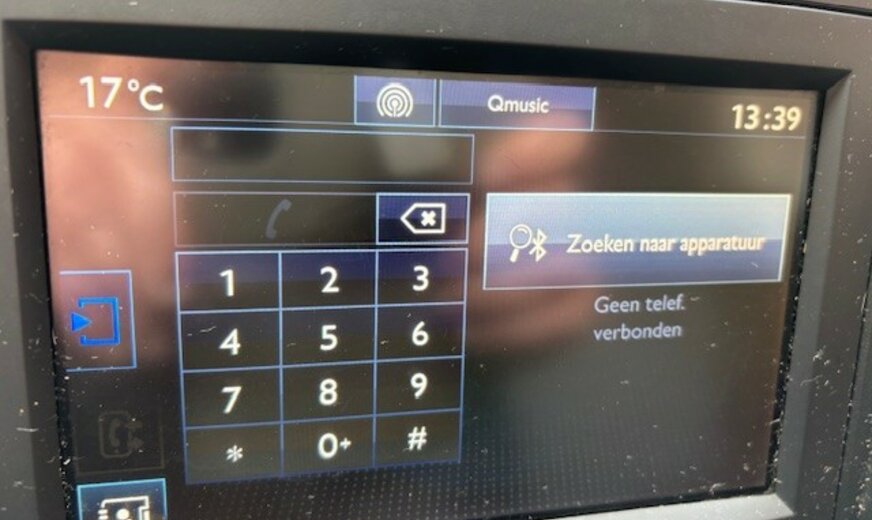 17°C
Qmusic
13:39
Zoeken naar apparatuur
Geen telef.
verbonden
1 2 3
4 5 6
7 8 9
* 0+ #